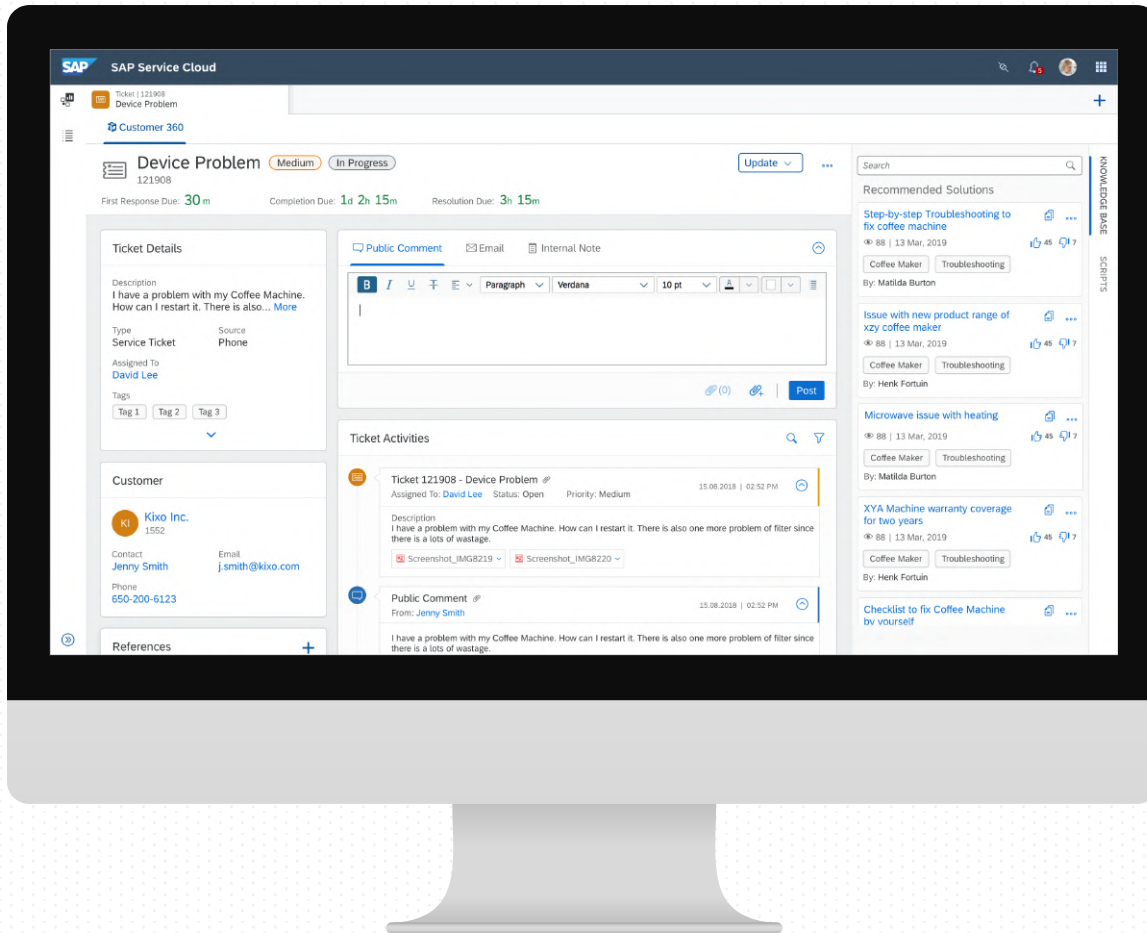 SAP
SAP Service Cloud
5
Ticket | 121908
Device Problem
Customer 360
Device Problem
Medium
In Progress
121908
Update
First Response Due: 30 m
Completion Due: 1d 2h 15m
Resolution Due: 3h 15m
Ticket Details
Description
I have a problem with my Coffee Machine.
How can I restart it. There is also... More
Type
Source
Service Ticket
Phone
Assigned To
David Lee
Tags
Tag 1
Tag 2
Tag 3
Customer
KI
Kixo Inc.
1552
Contact
Email
Jenny Smith
j.smith@kixo.com
Phone
650-200-6123
References
Public Comment
Email
Internal Note
B I U T
Paragraph
Verdana
10 pt
A
(0)
Post
Ticket Activities
Ticket 121908 - Device Problem
15.08.2018 | 02:52 PM
Assigned To: David Lee Status: Open Priority: Medium
Description
I have a problem with my Coffee Machine. How can I restart it. There is also one more problem of filter since
there is a lots of wastage.
Screenshot_IMG8219
Screenshot_IMG8220
Public Comment
15.08.2018 | 02:52 PM
From: Jenny Smith
I have a problem with my Coffee Machine. How can I restart it. There is also one more problem of filter since
there is a lots of wastage.
Search
Recommended Solutions
Step-by-step Troubleshooting to
fix coffee machine
88 | 13 Mar, 2019
45
7
Coffee Maker
Troubleshooting
By: Matilda Burton
Issue with new product range of
xzy coffee maker
88 | 13 Mar, 2019
45
7
Coffee Maker
Troubleshooting
By: Henk Fortuin
Microwave issue with heating
88 | 13 Mar, 2019
45
7
Coffee Maker
Troubleshooting
By: Matilda Burton
XYA Machine warranty coverage
for two years
88 | 13 Mar, 2019
45
7
Coffee Maker
Troubleshooting
By: Henk Fortuin
Checklist to fix Coffee Machine
by yourself
KNOWLEDGE BASE
SCRIPTS